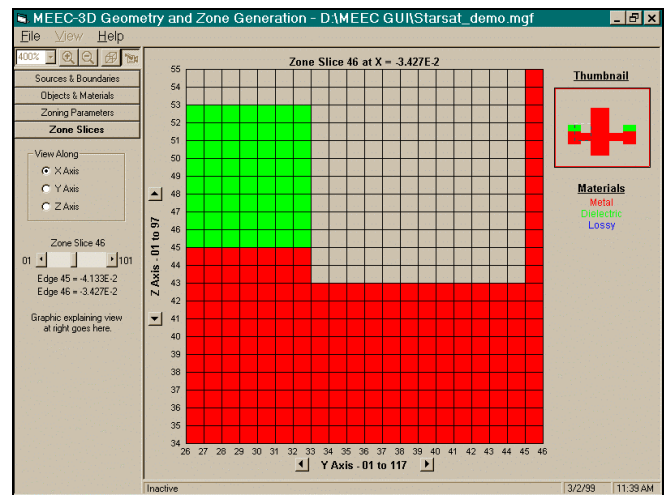 MEEC-3D Geometry and Zone Generation - D:\MEEC GUI\Starsat_demo.mgf
File View Help
400%
Sources & Boundaries
Objects & Materials
Zoning Parameters
Zone Slices
View Along
X Axis
Y Axis
Z Axis
Zone Slice 46
01 101
Edge 45 = -4.133E-2
Edge 46 = -3.427E-2
Graphic explaining view
at right goes here.
Zone Slice 46 at X = -3.427E-2
Z Axis - 01 to 97
55
54
53
52
51
50
49
48
47
46
45
44
43
42
41
40
39
38
37
36
35
34
26 27 28 29 30 31 32 33 34 35 36 37 38 39 40 41 42 43 44 45 46
Y Axis - 01 to 117
Thumbnail
Materials
Metal
Dielectric
Lossy
Inactive 3/2/99 11:39 AM